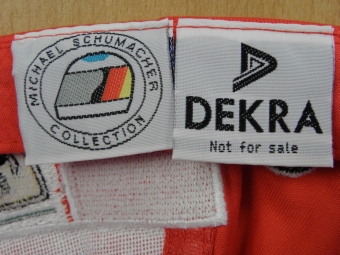 MICHAEL SCHUMACHER
COLLECTION
DEKRA
Not for sale